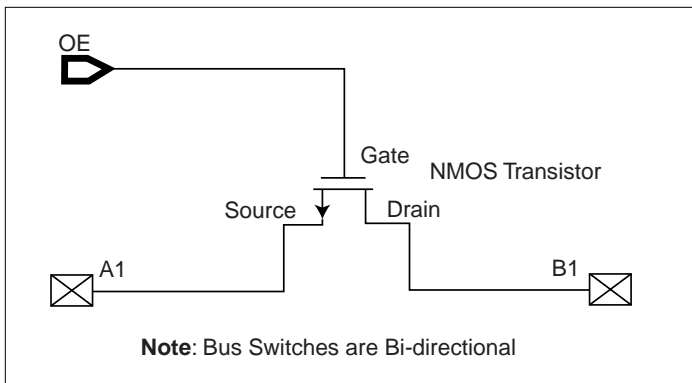 OE
Gate
NMOS Transistor
Source
Drain
A1
B1
Note: Bus Switches are Bi-directional